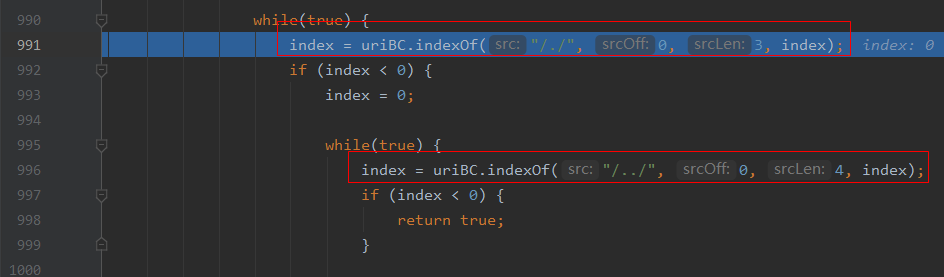 990 while(true) {
991 index = uriBC.indexOf( src: "/./", srcOff: 0, srcLen: 3, index); index: 0
992 if (index < 0) {
993 index = 0;
994
995 while(true) {
996 index = uriBC.indexOf( src: "/../", srcOff: 0, srcLen: 4, index);
997 if (index < 0) {
998 return true;
999 }
1000